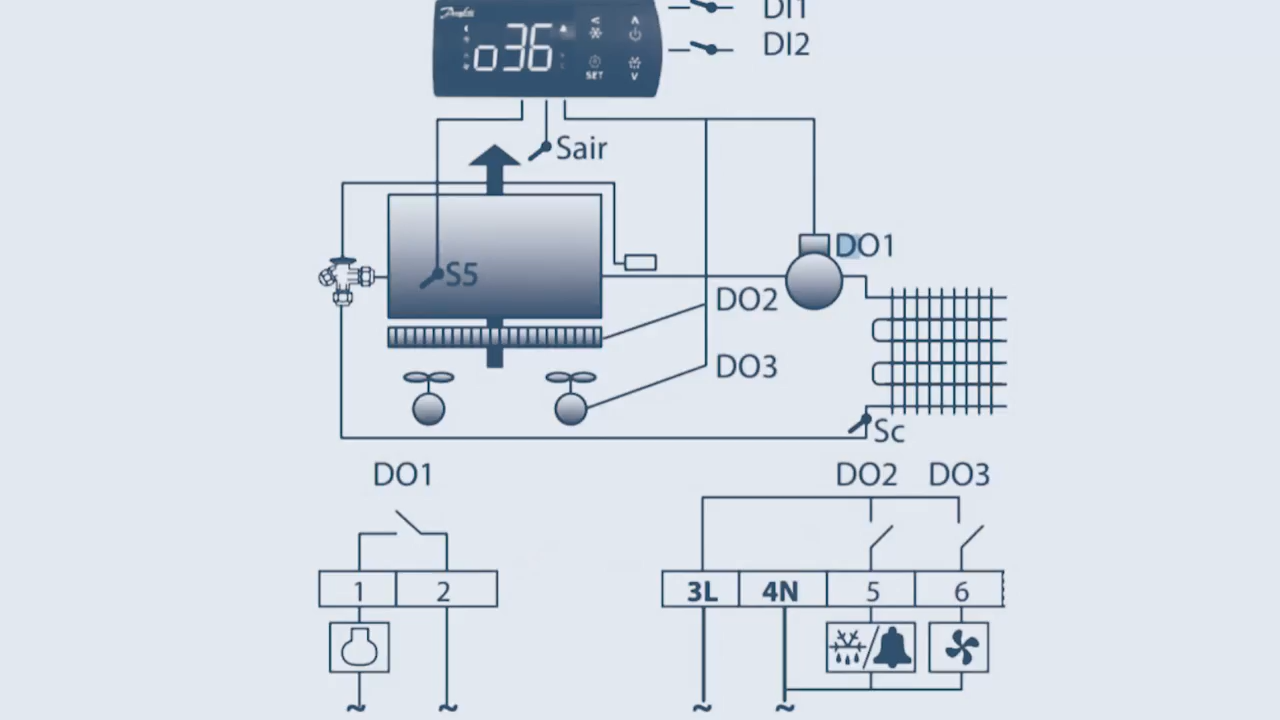 Danfoss
DI1
o36
SET
DI2
Sair
DO1
S5
DO2
DO3
Sc
DO1
DO2 DO3
1 2
3L 4N 5 6